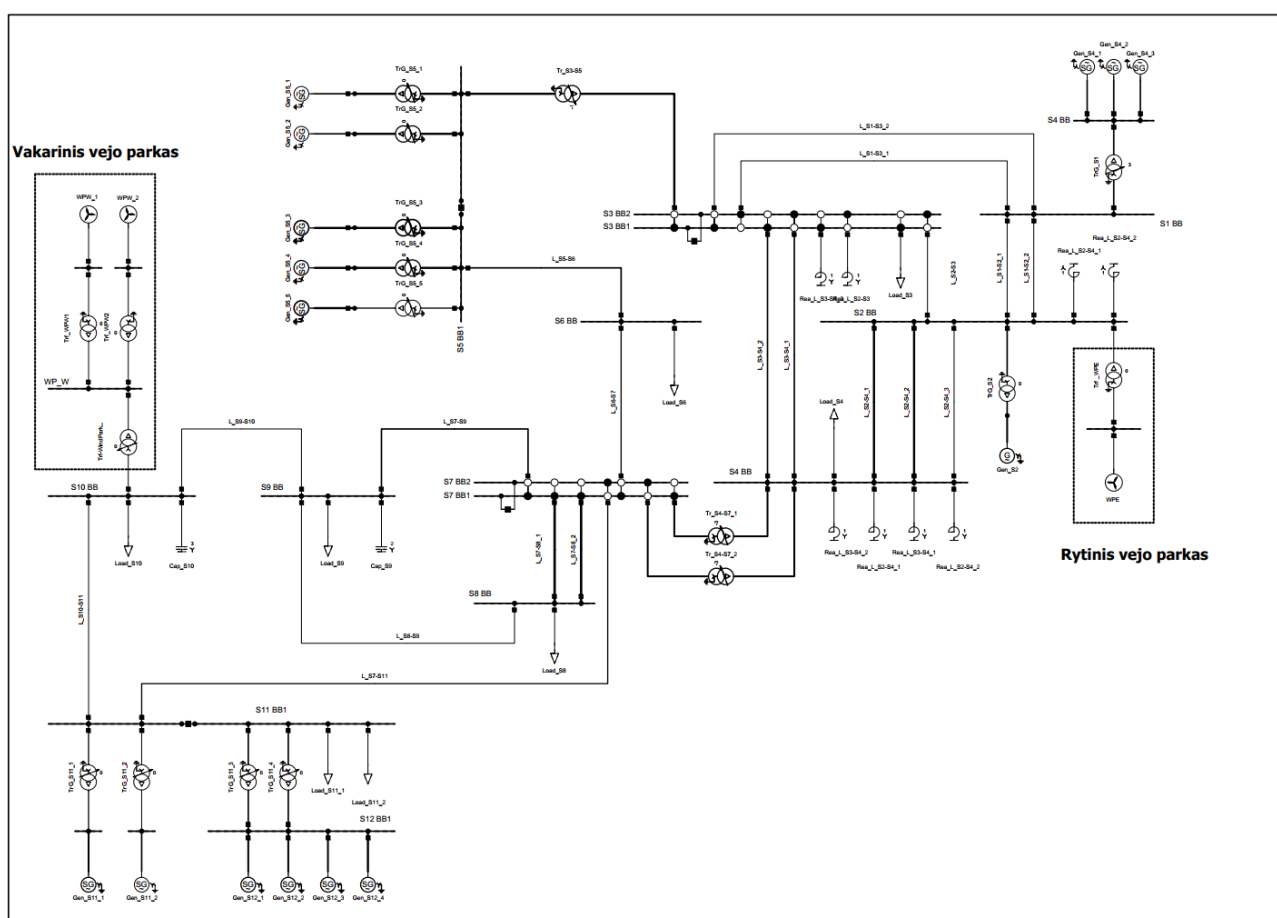 Gen_S4_2
Gen_S4_1
Gen_S4_3
TrG_S5_1
Tr_S3-S5
Gen_S5_1
TrG_S5_2
Gen_S5_2
S4 BB
L_S1-S3_2
Vakarinis vejo parkas
L_S1-S3_1
TrG_S1
3
WPW_1
WPW_2
TrG_S5_3
S3 BB2
Gen_S5_3
S3 BB1
S1 BB
TrG_S5_4
Gen_S5_4
Rea_L_S2-S4_2
Rea_L_S2-S4_1
L_S5-S6
TrG_S5_5
L_S2-S3
L_S1-S2_1
L_S1-S2_2
Gen_S5_5
Load_S3
Rea_L_S2-S3
Trf_WPW1
Trf_WPW2
S5 BB1
S6 BB
S2 BB
L_S3-S4_2
L_S3-S4_1
WP_W
TrG_S2
Trf_WPE
L_S6-S7
Load_S6
Load_S4
L_S2-S4_1
L_S2-S4_2
L_S2-S4_3
L_S9-S10
L_S7-S9
Gen_S2
S4 BB
S7 BB2
S10 BB
S9 BB
S7 BB1
WPE
Tr_S4-S7_1
3
2
L_S7-S8_1
L_S7-S8_2
Rea_L_S3-S4_2
Rea_L_S3-S4_1
Rytinis vejo parkas
Load_S10
Cap_S10
Load_S9
Cap_S9
Tr_S4-S7_2
Rea_L_S2-S4_1
Rea_L_S2-S4_2
S8 BB
L_S10-S11
L_S8-S9
Load_S8
L_S7-S11
S11 BB1
TrG_S11_1
TrG_S11_2
TrG_S11_3
TrG_S11_4
Load_S11_1
Load_S11_2
S12 BB1
Gen_S11_1
Gen_S11_2
Gen_S12_1
Gen_S12_2
Gen_S12_3
Gen_S12_4